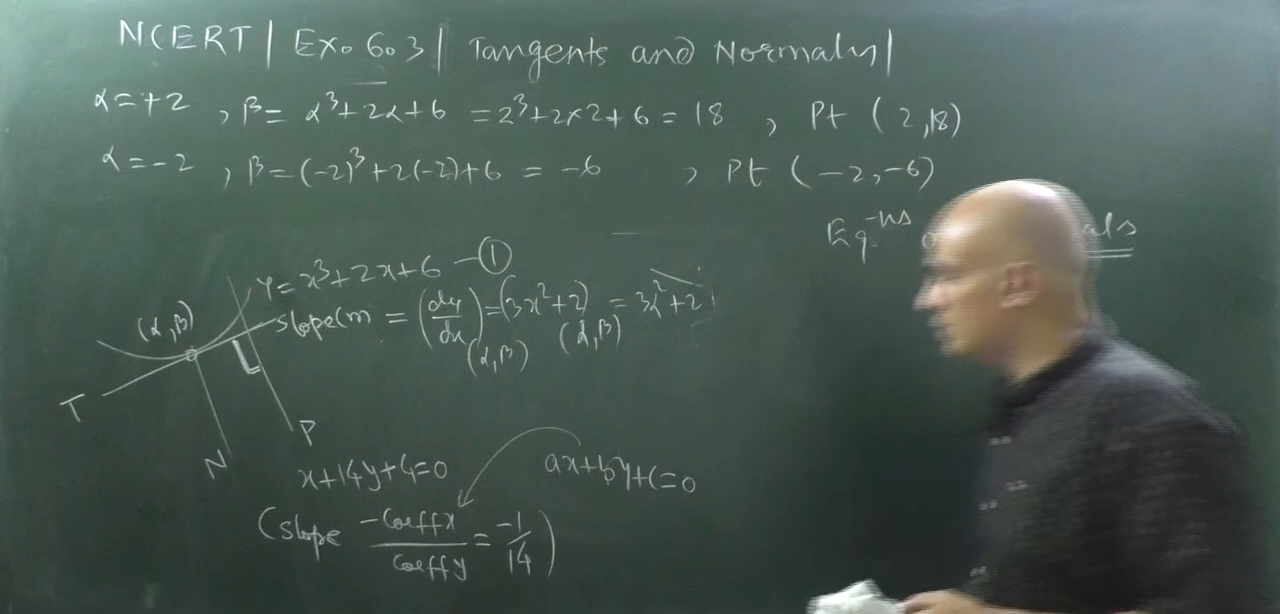 NCERT | Ex. 6.3 | Tangents and Normals |
α=+2 , β= α³+2α+6 =2³+2×2+6 = 18 , Pt (2,18)
α=-2 , β=(-2)³+2(-2)+6 = -6 , Pt (-2,-6)
Eq.ⁿˢ
y=x³+2x+6 —①
(α,β) slope(m = (dy/dx)(α,β) =(3x²+2)(α,β) = 3α²+2
T
N
P
x+14y+4=0 ax+by+c=0
(slope -Coeff x/Coeff y = -1/14)